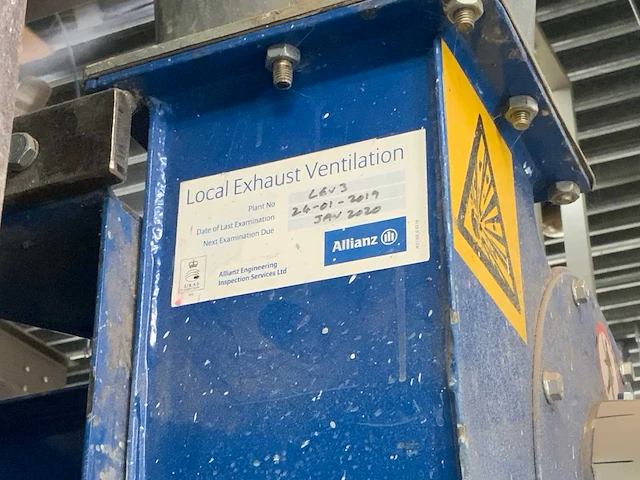 Local Exhaust Ventilation
Plant No LEV3
Date of Last Examination 24-01-2019
Next Examination Due JAN 2020
Allianz
Allianz Engineering
Inspection Services Ltd
UKAS